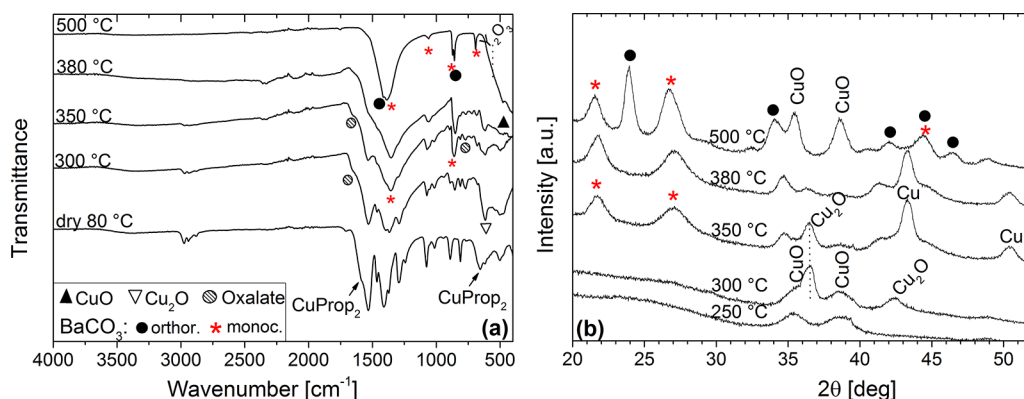 500 °C
₂O₃
380 °C
350 °C
300 °C
dry 80 °C
CuProp₂
CuProp₂
CuO
Cu₂O
Oxalate
BaCO₃:
orthor.
monoc.
(a)
Transmittance
4000
3500
3000
2500
2000
1500
1000
500
Wavenumber [cm⁻¹]
CuO
CuO
500 °C
380 °C
350 °C
Cu₂O
Cu
Cu
300 °C
CuO
CuO
Cu₂O
250 °C
(b)
Intensity [a.u.]
20
25
30
35
40
45
50
2θ [deg]